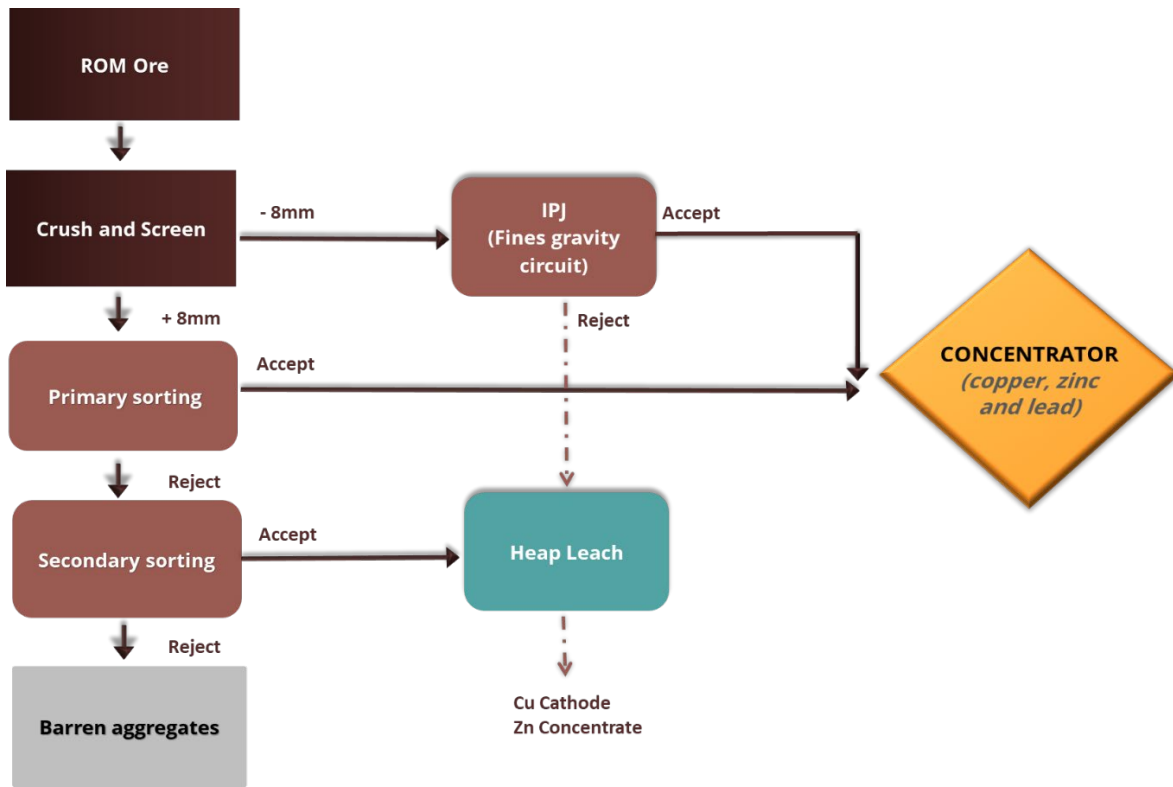 ROM Ore
Crush and Screen
- 8mm
IPJ
(Fines gravity
circuit)
Accept
+ 8mm
Reject
Primary sorting
Accept
CONCENTRATOR
(copper, zinc
and lead)
Reject
Secondary sorting
Accept
Heap Leach
Reject
Barren aggregates
Cu Cathode
Zn Concentrate